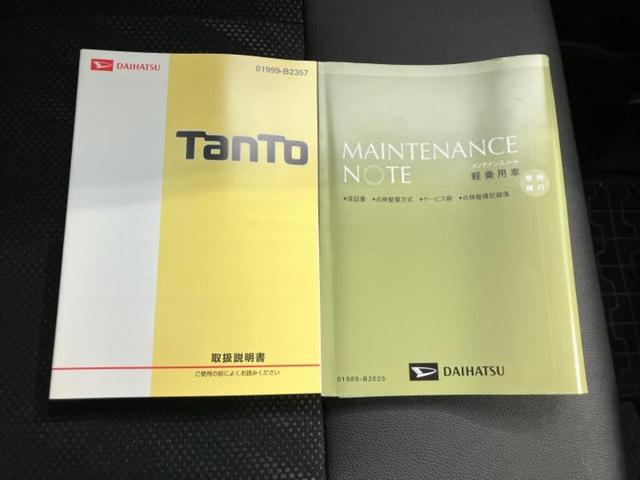 DAIHATSU
01999-B2357
TanTo
取扱説明書
ご使用の前によくお読みください
MAINTENANCE
NOTE
メンテナンスノート
軽乗用車
常時
携行
●保証書 ●点検整備方式 ●サービス網 ●点検整備記録簿
01989-B2025
DAIHATSU